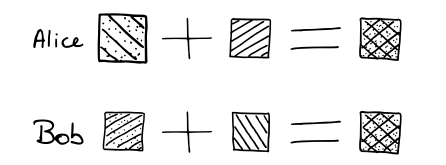 Alice + =
Bob + =